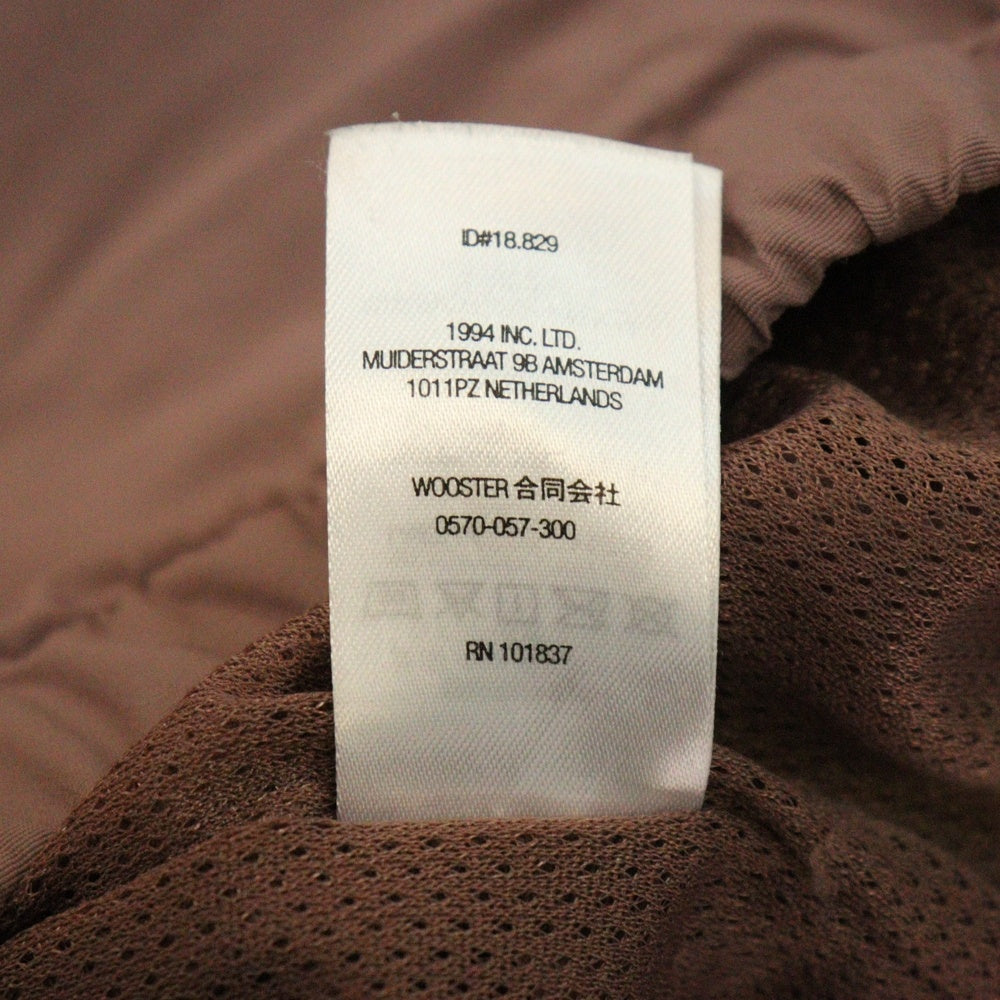 ID#18.829
1994 INC. LTD.
MUIDERSTRAAT 9B AMSTERDAM
1011PZ NETHERLANDS
WOOSTER 合同会社
0570-057-300
RN 101837